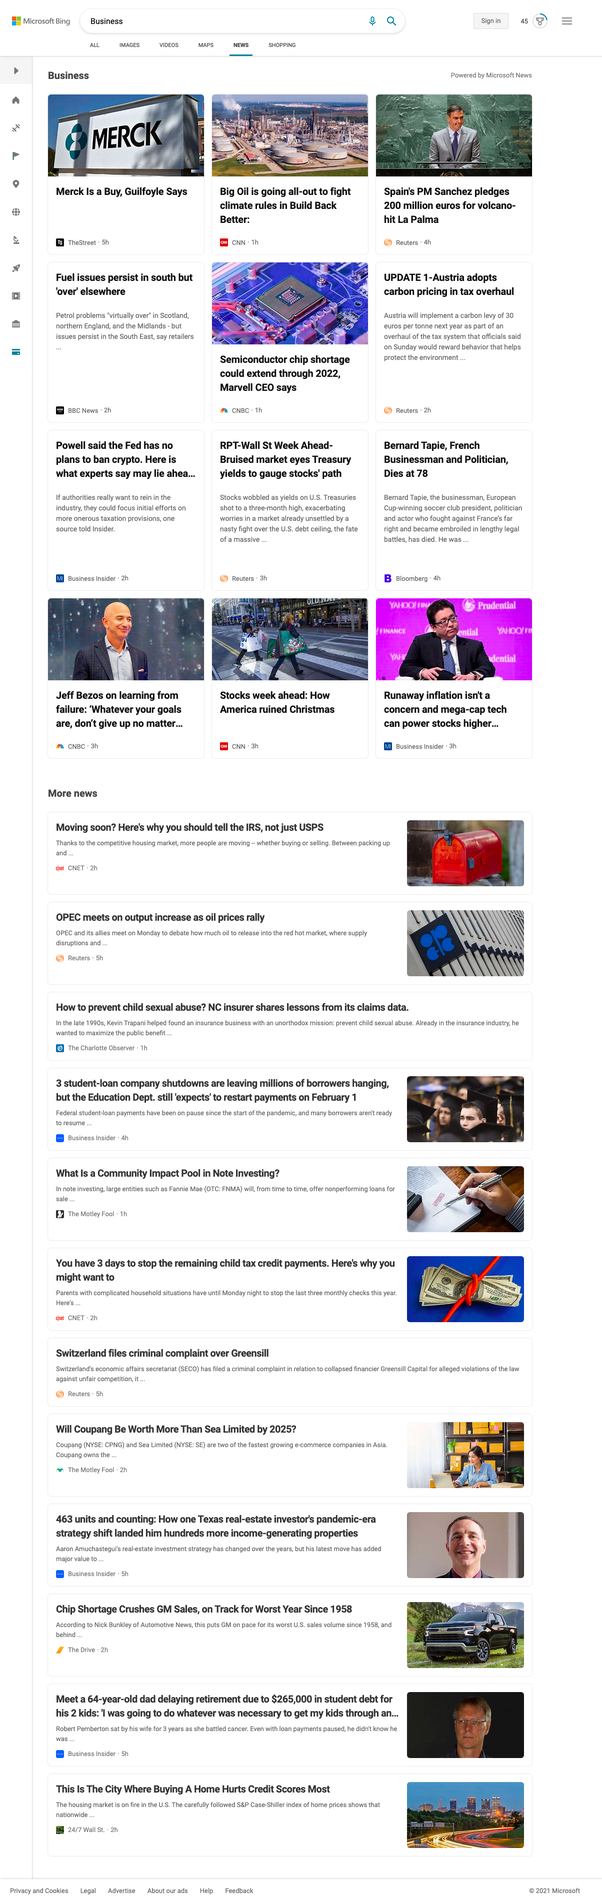 Microsoft Bing
Business
Sign in
45
ALL
IMAGES
VIDEOS
MAPS
NEWS
SHOPPING
Business
Powered by Microsoft News
MERCK
Merck Is a Buy, Guilfoyle Says
TheStreet · 5h
Big Oil is going all-out to fight
climate rules in Build Back
Better:
CNN · 1h
Spain's PM Sanchez pledges
200 million euros for volcano-
hit La Palma
Reuters · 4h
Fuel issues persist in south but
'over' elsewhere
Petrol problems "virtually over" in Scotland,
northern England, and the Midlands - but
issues persist in the South East, say retailers
...
BBC News · 2h
Semiconductor chip shortage
could extend through 2022,
Marvell CEO says
CNBC · 1h
UPDATE 1-Austria adopts
carbon pricing in tax overhaul
Austria will implement a carbon levy of 30
euros per tonne next year as part of an
overhaul of the tax system that officials said
on Sunday would reward behavior that helps
protect the environment ...
Reuters · 2h
Powell said the Fed has no
plans to ban crypto. Here is
what experts say may lie ahea...
If authorities really want to rein in the
industry, they could focus initial efforts on
more onerous taxation provisions, one
source told Insider.
Business Insider · 2h
RPT-Wall St Week Ahead-
Bruised market eyes Treasury
yields to gauge stocks' path
Stocks wobbled as yields on U.S. Treasuries
shot to a three-month high, exacerbating
worries in a market already unsettled by a
nasty fight over the U.S. debt ceiling, the fate
of a massive ...
Reuters · 3h
Bernard Tapie, French
Businessman and Politician,
Dies at 78
Bernard Tapie, the businessman, European
Cup-winning soccer club president, politician
and actor who fought against France's far
right and became embroiled in lengthy legal
battles, has died. He was ...
Bloomberg · 4h
Jeff Bezos on learning from
failure: 'Whatever your goals
are, don't give up no matter...
CNBC · 3h
Stocks week ahead: How
America ruined Christmas
CNN · 3h
YAHOO!
FINANCE
Prudential
Runaway inflation isn't a
concern and mega-cap tech
can power stocks higher...
Business Insider · 3h
More news
Moving soon? Here's why you should tell the IRS, not just USPS
Thanks to the competitive housing market, more people are moving – whether buying or selling. Between packing up
and ...
CNET · 2h
OPEC meets on output increase as oil prices rally
OPEC and its allies meet on Monday to debate how much oil to release into the red hot market, where supply
disruptions and ...
Reuters · 5h
How to prevent child sexual abuse? NC insurer shares lessons from its claims data.
In the late 1990s, Kevin Trapani helped found an insurance business with an unorthodox mission: prevent child sexual abuse. Already in the insurance industry, he
wanted to maximize the public benefit ...
The Charlotte Observer · 1h
3 student-loan company shutdowns are leaving millions of borrowers hanging,
but the Education Dept. still 'expects' to restart payments on February 1
Federal student-loan payments have been on pause since the start of the pandemic, and many borrowers aren't ready
to resume ...
Business Insider · 4h
What Is a Community Impact Pool in Note Investing?
In note investing, large entities such as Fannie Mae (OTC: FNMA) will, from time to time, offer nonperforming loans for
sale ...
The Motley Fool · 1h
You have 3 days to stop the remaining child tax credit payments. Here's why you
might want to
Parents with complicated household situations have until Monday night to stop the last three monthly checks this year.
Here's ...
CNET · 2h
Switzerland files criminal complaint over Greensill
Switzerland's economic affairs secretariat (SECO) has filed a criminal complaint in relation to collapsed financier Greensill Capital for alleged violations of the law
against unfair competition, it ...
Reuters · 5h
Will Coupang Be Worth More Than Sea Limited by 2025?
Coupang (NYSE: CPNG) and Sea Limited (NYSE: SE) are two of the fastest growing e-commerce companies in Asia.
Coupang owns the ...
The Motley Fool · 2h
463 units and counting: How one Texas real-estate investor's pandemic-era
strategy shift landed him hundreds more income-generating properties
Aaron Amuchastegui's real-estate investment strategy has changed over the years, but his latest move has added
major value to ...
Business Insider · 5h
Chip Shortage Crushes GM Sales, on Track for Worst Year Since 1958
According to Nick Bunkley of Automotive News, this puts GM on pace for its worst U.S. sales volume since 1958, and
behind ...
The Drive · 2h
Meet a 64-year-old dad delaying retirement due to $265,000 in student debt for
his 2 kids: 'I was going to do whatever was necessary to get my kids through an...
Robert Pemberton sat by his wife for 3 years as she battled cancer. Even with loan payments paused, he didn't know he
was ...
Business Insider · 5h
This Is The City Where Buying A Home Hurts Credit Scores Most
The housing market is on fire in the U.S. The carefully followed S&P Case-Shiller index of home prices shows that
nationwide ...
24/7 Wall St. · 2h
Privacy and Cookies
Legal
Advertise
About our ads
Help
Feedback
© 2021 Microsoft